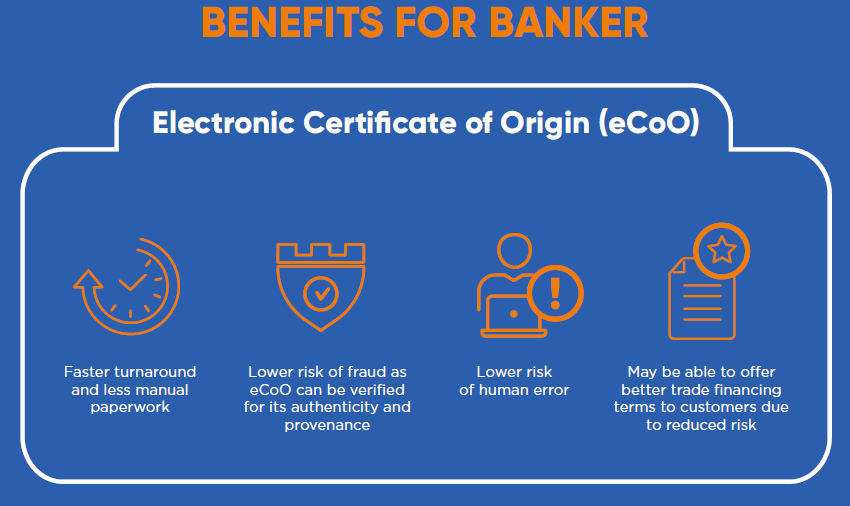 BENEFITS FOR BANKER
Electronic Certificate of Origin (eCoO)
Faster turnaround
and less manual
paperwork
Lower risk of fraud as
eCoO can be verified
for its authenticity and
provenance
Lower risk
of human error
May be able to offer
better trade financing
terms to customers due
to reduced risk